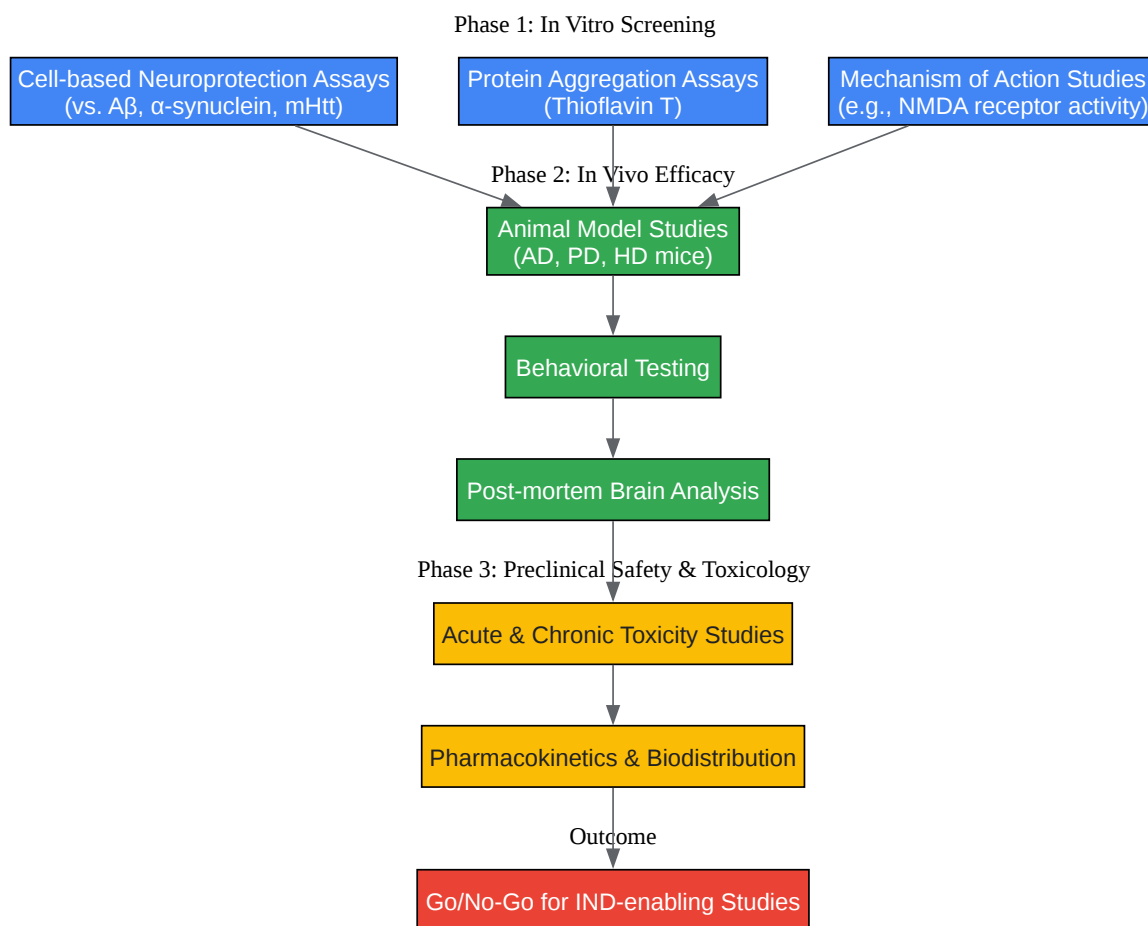 Phase 1: In Vitro Screening
Cell-based Neuroprotection Assays
(vs. Aβ, α-synuclein, mHtt)
Protein Aggregation Assays
(Thioflavin T)
Mechanism of Action Studies
(e.g., NMDA receptor activity)
Phase 2: In Vivo Efficacy
Animal Model Studies
(AD, PD, HD mice)
Behavioral Testing
Post-mortem Brain Analysis
Phase 3: Preclinical Safety & Toxicology
Acute & Chronic Toxicity Studies
Pharmacokinetics & Biodistribution
Outcome
Go/No-Go for IND-enabling Studies